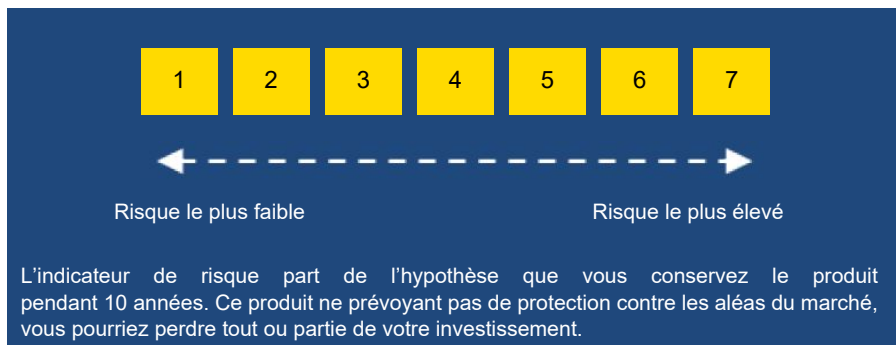 1 2 3 4 5 6 7
Risque le plus faible Risque le plus élevé
L'indicateur de risque part de l'hypothèse que vous conservez le produit
pendant 10 années. Ce produit ne prévoyant pas de protection contre les aléas du marché,
vous pourriez perdre tout ou partie de votre investissement.